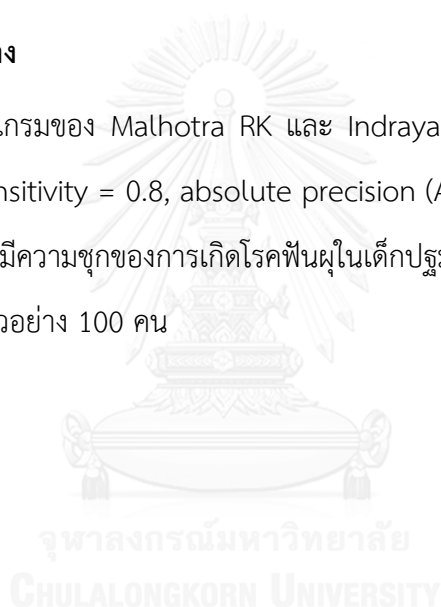 ง
แกรมของ Malhotra RK และ Indraya
nsitivity = 0.8, absolute precision (A
มีความชุกของการเกิดโรคฟันผุในเด็กปฐม
วอย่าง 100 คน
จุฬาลงกรณ์มหาวิทยาลัย
CHULALONGKORN UNIVERSITY